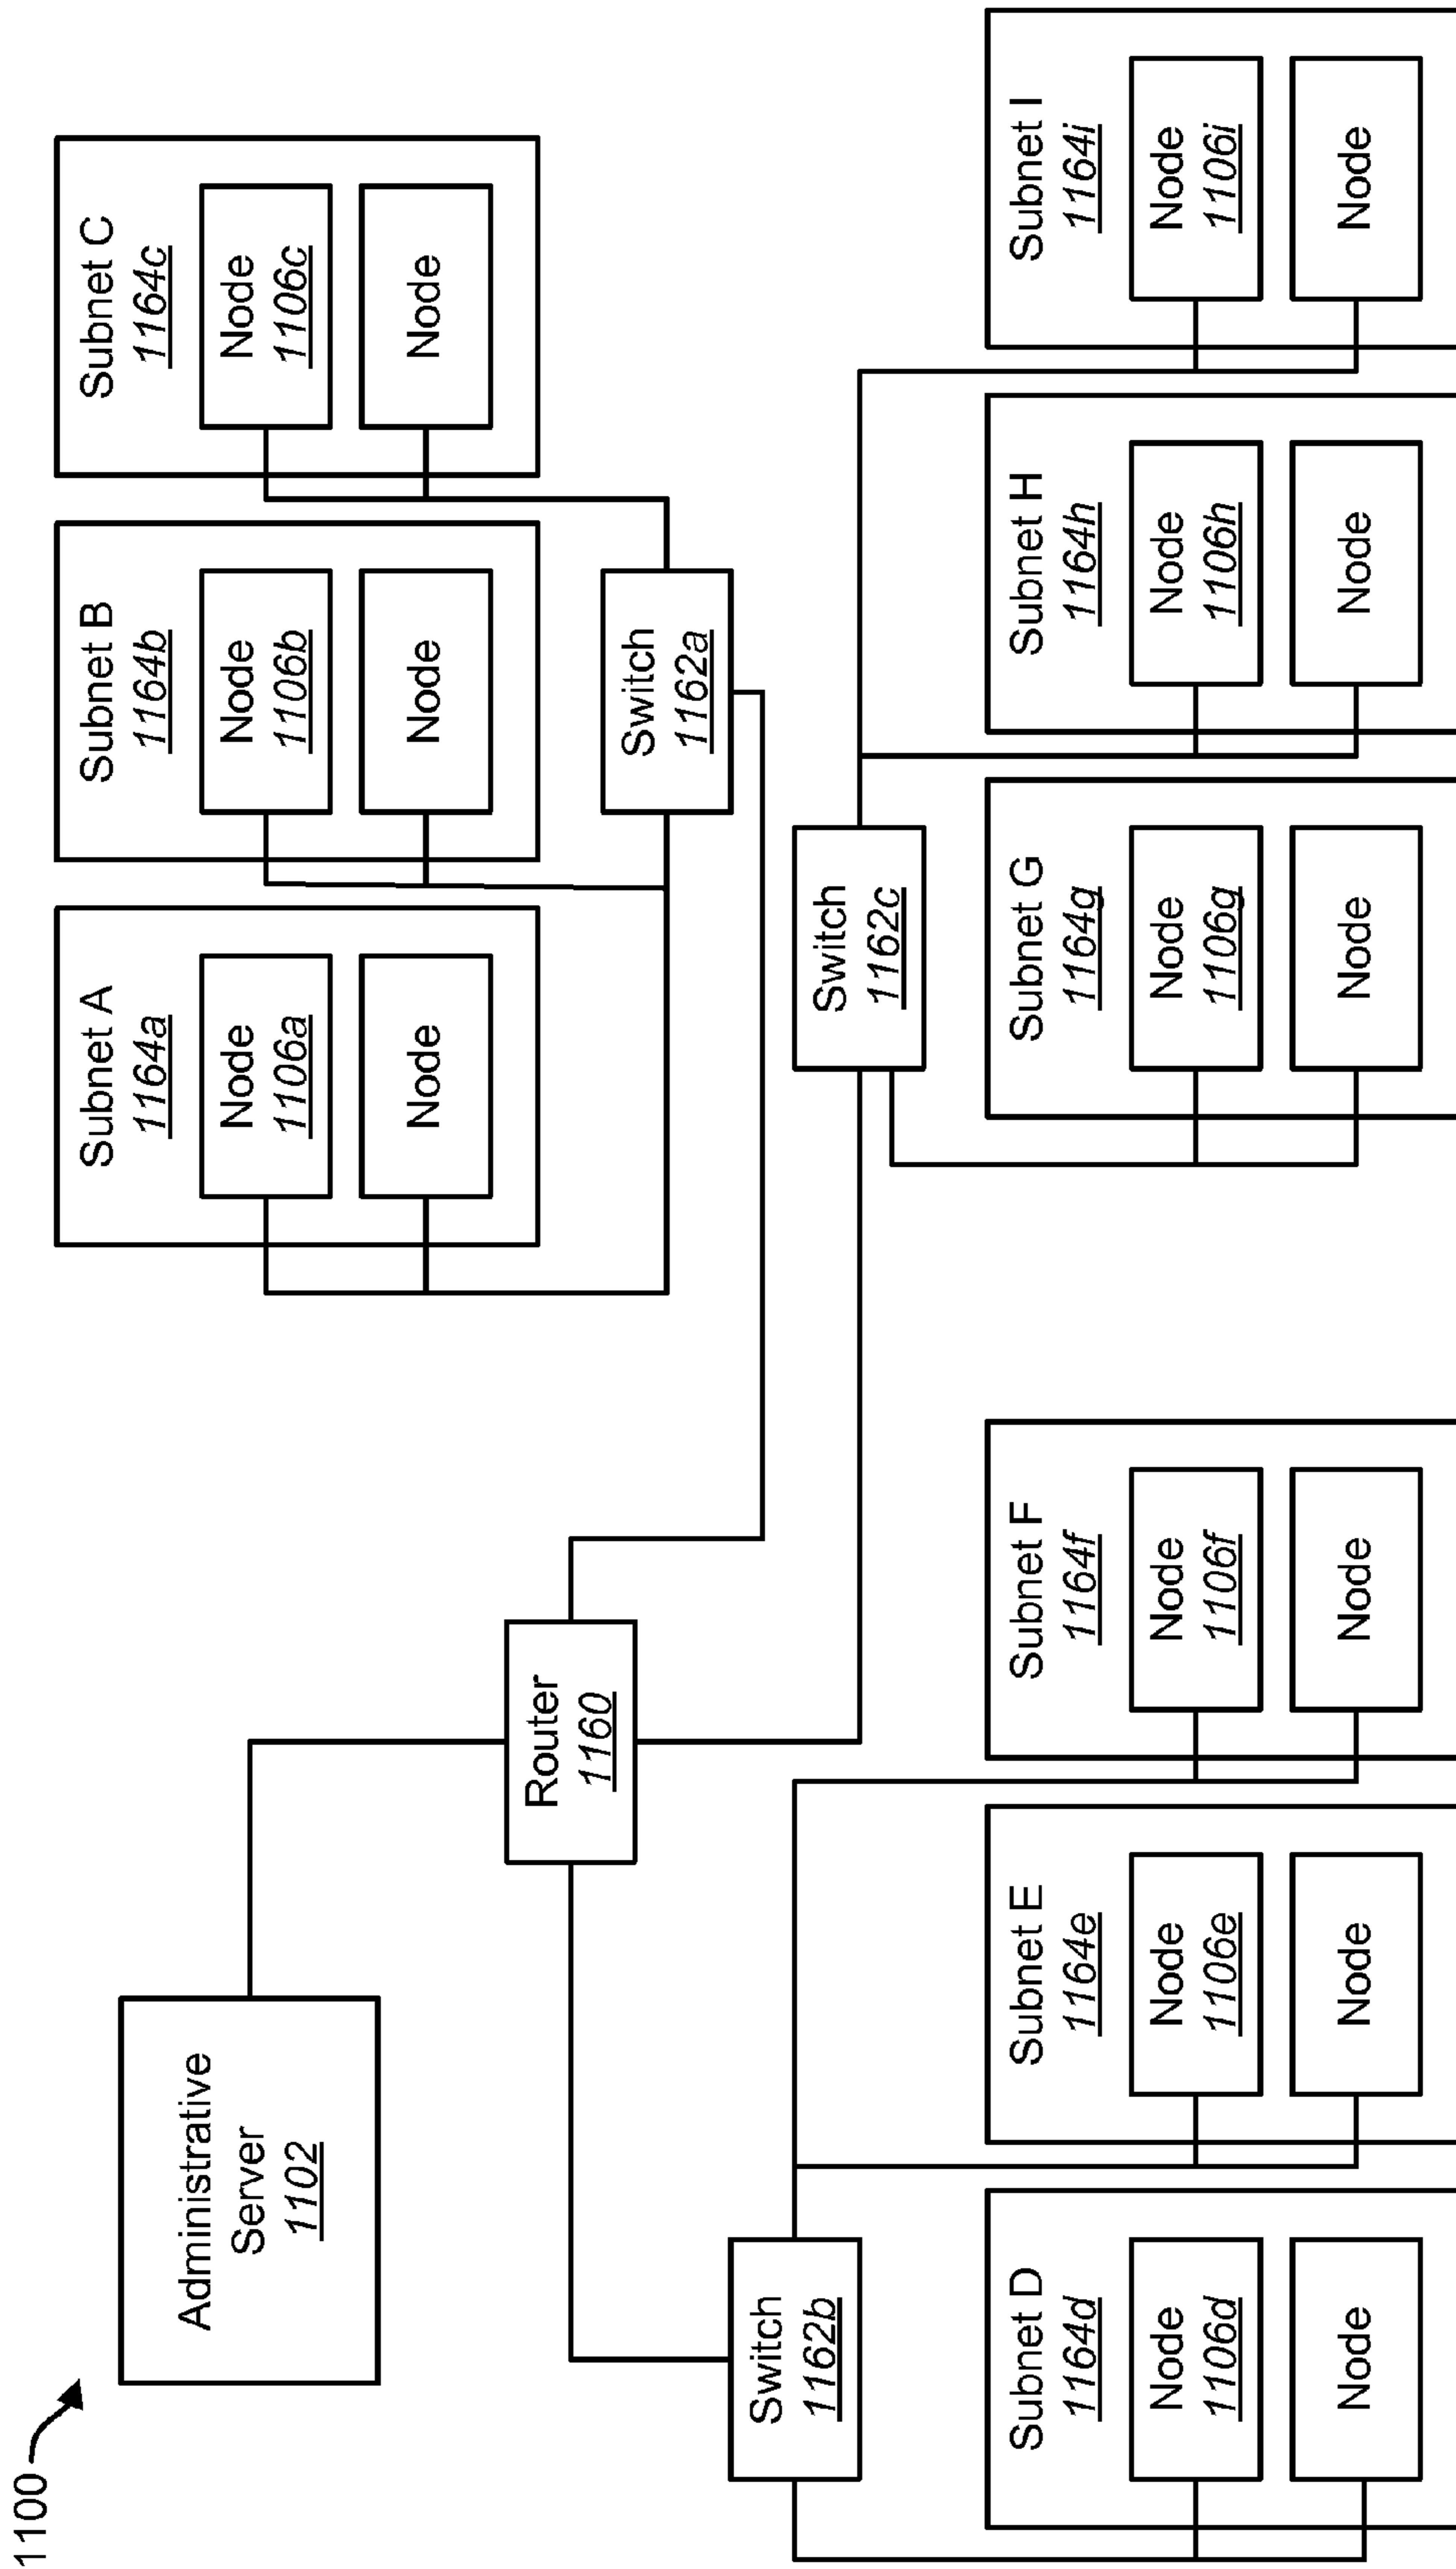 1100
Administrative
Server
1102
Router
1160
Subnet A
1164a
Node
1106a
Node
Subnet B
1164b
Node
1106b
Node
Subnet C
1164c
Node
1106c
Node
Switch
1162a
Switch
1162b
Switch
1162c
Subnet D
1164d
Node
1106d
Node
Subnet E
1164e
Node
1106e
Node
Subnet F
1164f
Node
1106f
Node
Subnet G
1164g
Node
1106g
Node
Subnet H
1164h
Node
1106h
Node
Subnet I
1164i
Node
1106i
Node